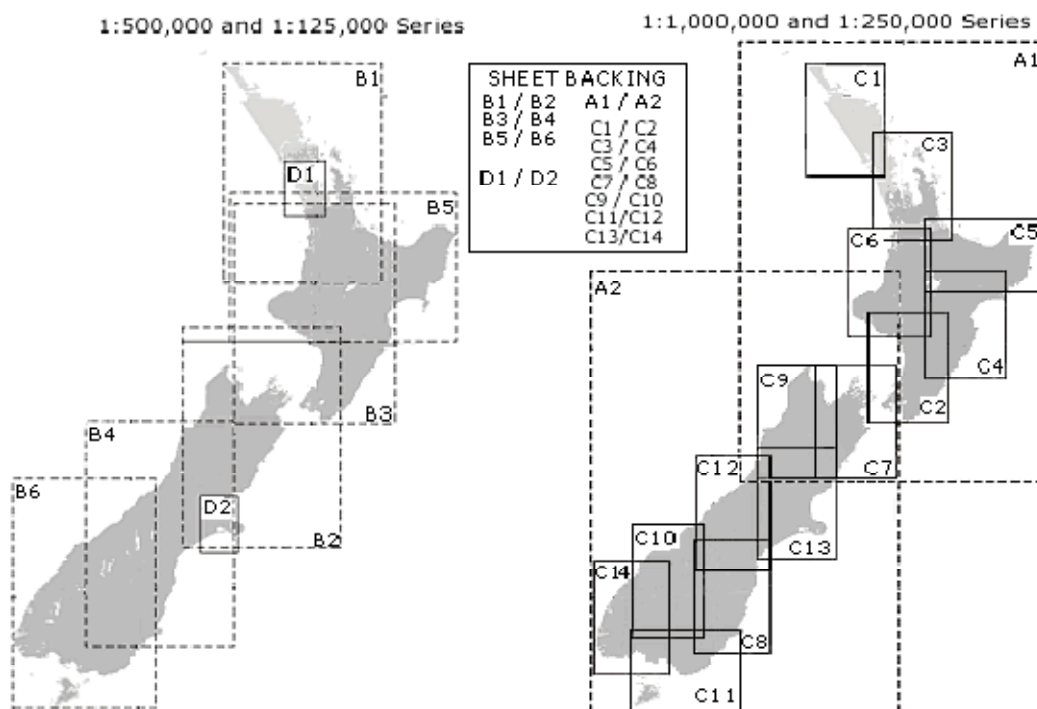 1:500,000 and 1:125,000 Series
B1
D1
B5
B3
B4
B6
D2
B2
SHEET BACKING
B1 / B2 A1 / A2
B3 / B4
B5 / B6
C1 / C2
C3 / C4
C5 / C6
D1 / D2 C7 / C8
C9 / C10
C11/C12
C13/C14
1:1,000,000 and 1:250,000 Series
A1
C1
C3
C5
C6
A2
C4
C9
C2
C7
C12
C10
C13
C14
C8
C11